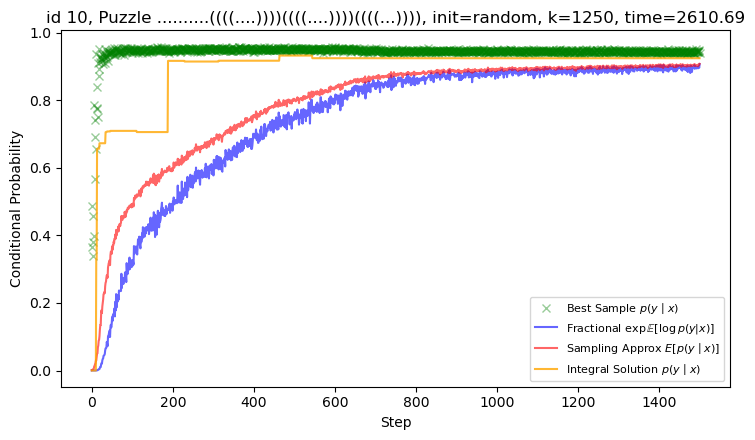 id 10, Puzzle ..........((((....))))((((....))))((((...)))), init=random, k=1250, time=2610.69
1.0
0.8
0.6
0.4
0.2
0.0
Conditional Probability
Best Sample p(y | x)
Fractional exp𝔼[log p(y|x)]
Sampling Approx E[p(y | x)]
Integral Solution p(y | x)
0 200 400 600 800 1000 1200 1400
Step